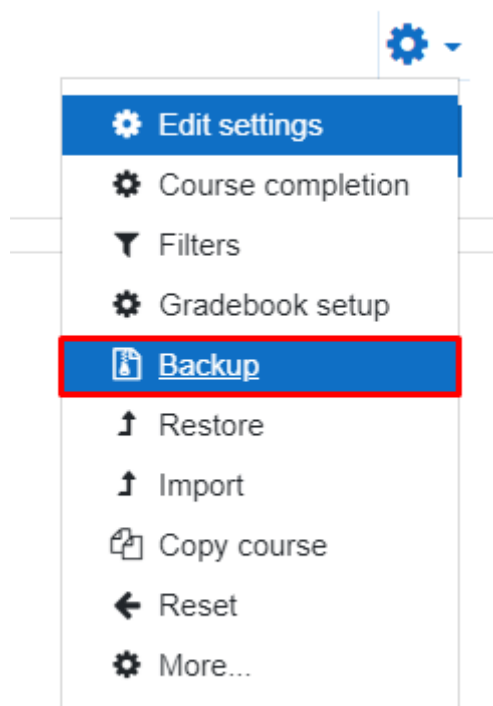 Edit settings
Course completion
Filters
Gradebook setup
Backup
Restore
Import
Copy course
Reset
More...